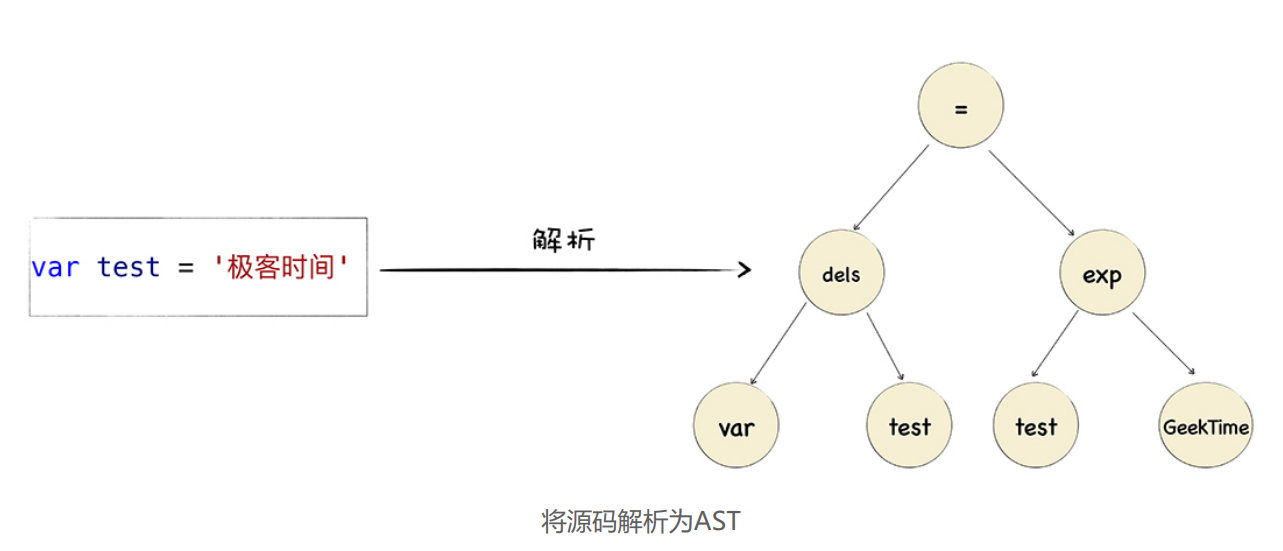 =
解析
var test = '极客时间'
dels
exp
var
test
test
GeekTime
将源码解析为AST